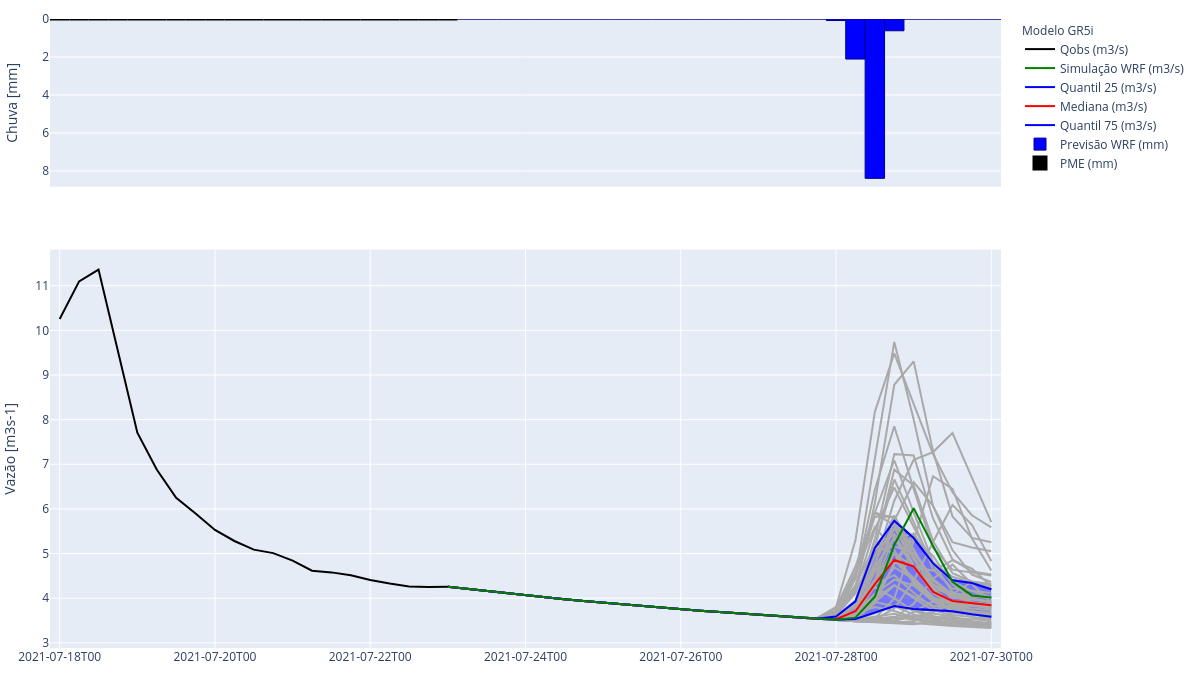 0
2
4
6
8
Chuva [mm]
Modelo GR5i
Qobs (m3/s)
Simulação WRF (m3/s)
Quantil 25 (m3/s)
Mediana (m3/s)
Quantil 75 (m3/s)
Previsão WRF (mm)
PME (mm)
11
10
9
8
7
6
5
4
3
Vazão [m3s-1]
2021-07-18T00
2021-07-20T00
2021-07-22T00
2021-07-24T00
2021-07-26T00
2021-07-28T00
2021-07-30T00